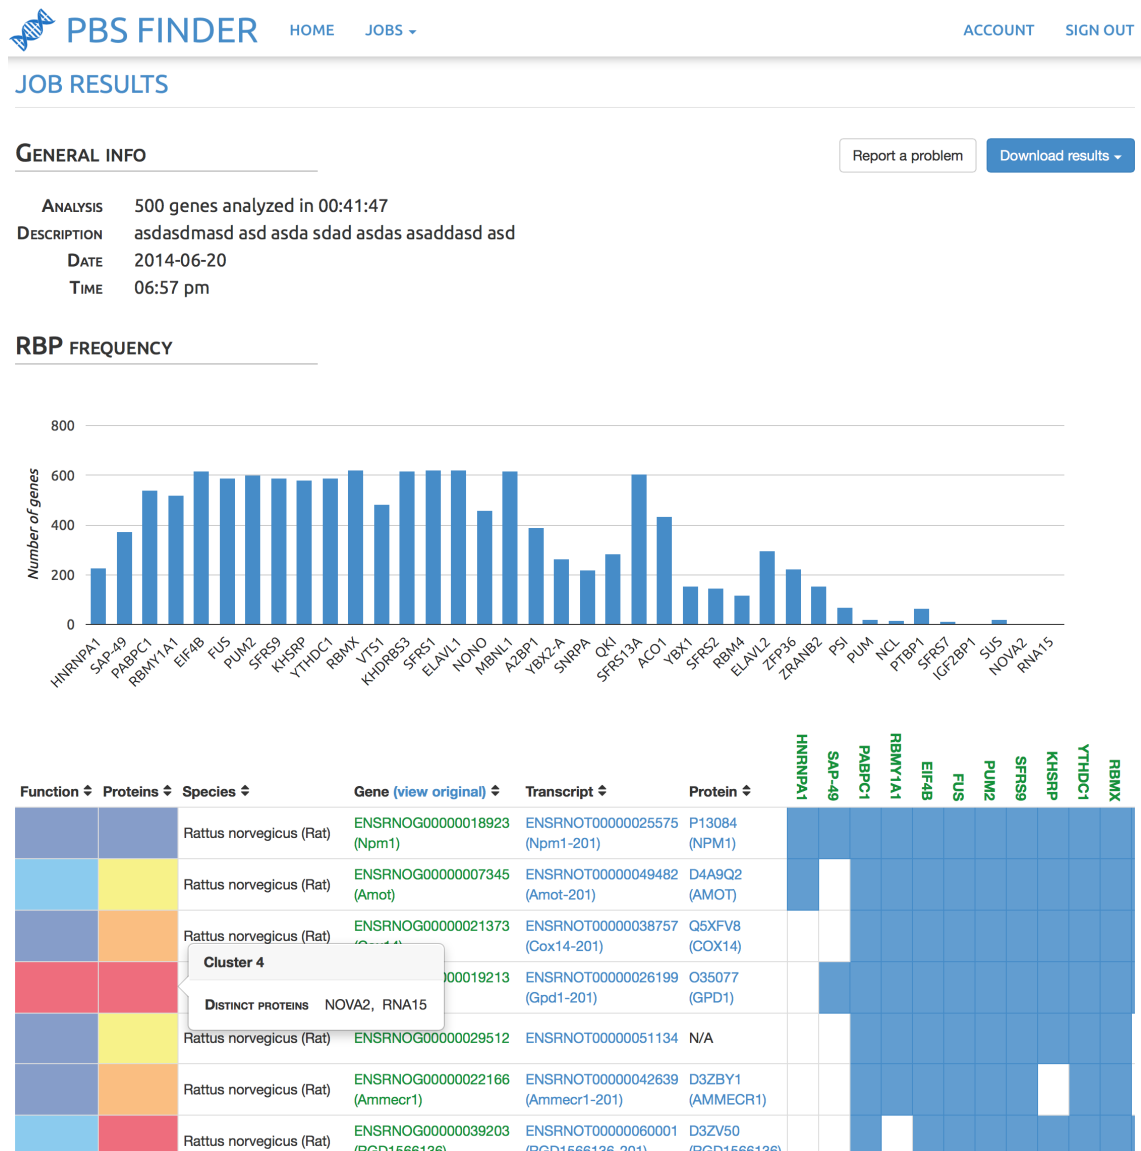 PBS FINDER HOME JOBS ACCOUNT SIGN OUT
JOB RESULTS
GENERAL INFO Report a problem Download results
ANALYSIS 500 genes analyzed in 00:41:47
DESCRIPTION asdasdmasd asd asda sdad asdas asaddasd asd
DATE 2014-06-20
TIME 06:57 pm
RBP FREQUENCY
800
600
400
200
0
Number of genes
HNRNPA1 SAP-49 PABPC1 RBMY1A1 EIF4B FUS PUM2 SFRS9 KHSRP YTHDC1 RBMX VTS1 KHDRBS3 SFRS1 ELAVL1 NONO MBNL1 A2BP1 YBX2-A SNRPA QKI SFRS13A ACO1 YBX1 SFRS2 RBM4 ELAVL2 ZFP36 ZRANB2 PSI PUM NCL PTBP1 SFRS7 IGF2BP1 SUS NOVA2 RNA15
HNRNPA1 SAP-49 PABPC1 RBMY1A1 EIF4B FUS PUM2 SFRS9 KHSRP YTHDC1 RBMX
Function Proteins Species Gene (view original) Transcript Protein
Rattus norvegicus (Rat) ENSRNOG00000018923 ENSRNOT00000025575 P13084
(Npm1) (Npm1-201) (NPM1)
Rattus norvegicus (Rat) ENSRNOG00000007345 ENSRNOT00000049482 D4A9Q2
(Amot) (Amot-201) (AMOT)
Rattus norvegicus (Rat) ENSRNOG00000021373 ENSRNOT00000038757 Q5XFV8
(Cox14-201) (COX14)
Cluster 4
00019213 ENSRNOT00000026199 O35077
(Gpd1-201) (GPD1)
DISTINCT PROTEINS NOVA2, RNA15
Rattus norvegicus (Rat) ENSRNOG00000029512 ENSRNOT00000051134 N/A
Rattus norvegicus (Rat) ENSRNOG00000022166 ENSRNOT00000042639 D3ZBY1
(Ammecr1) (Ammecr1-201) (AMMECR1)
Rattus norvegicus (Rat) ENSRNOG00000039203 ENSRNOT00000060001 D3ZV50
(RGD1566136) (RGD1566136-201) (RGD1566136)